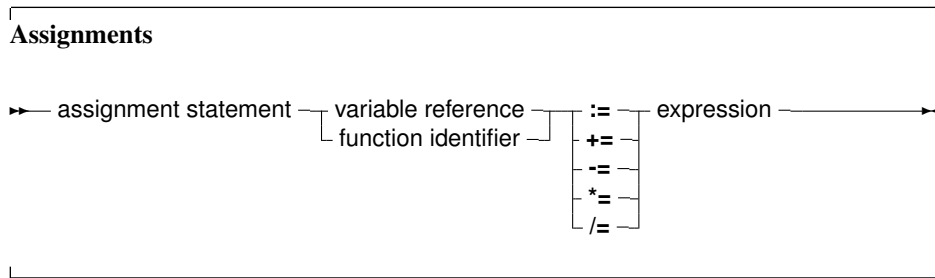 Assignments
assignment statement variable reference := expression
function identifier +=
-=
*=
/=